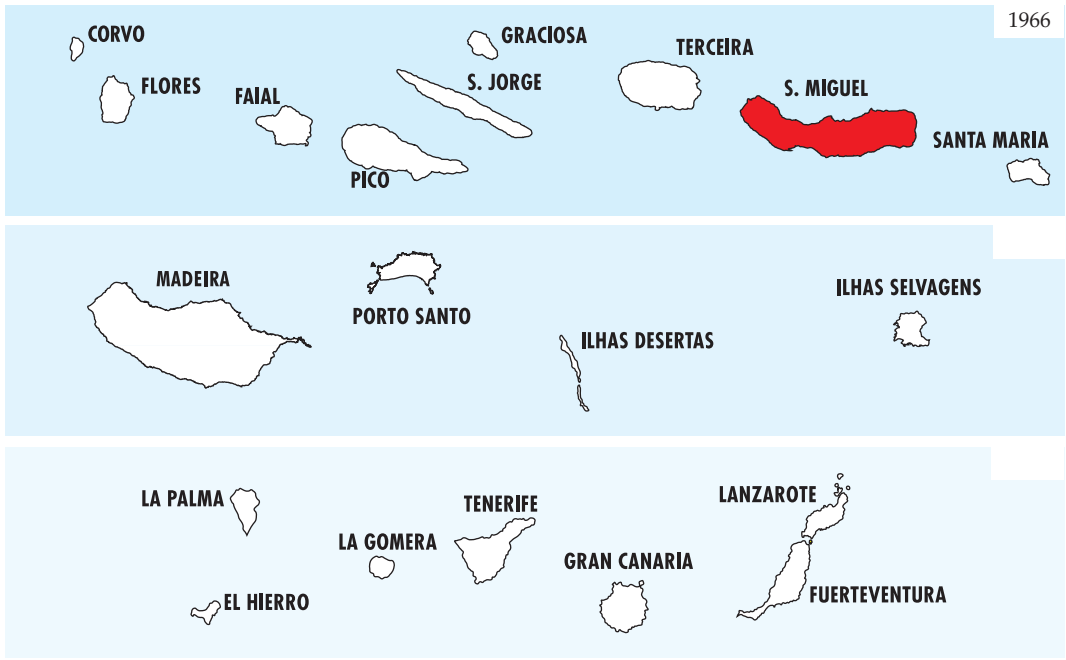 1966
CORVO
GRACIOSA
TERCEIRA
FLORES
S. JORGE
FAIAL
S. MIGUEL
SANTA MARIA
PICO
MADEIRA
PORTO SANTO
ILHAS SELVAGENS
ILHAS DESERTAS
LA PALMA
LANZAROTE
TENERIFE
LA GOMERA
GRAN CANARIA
EL HIERRO
FUERTEVENTURA